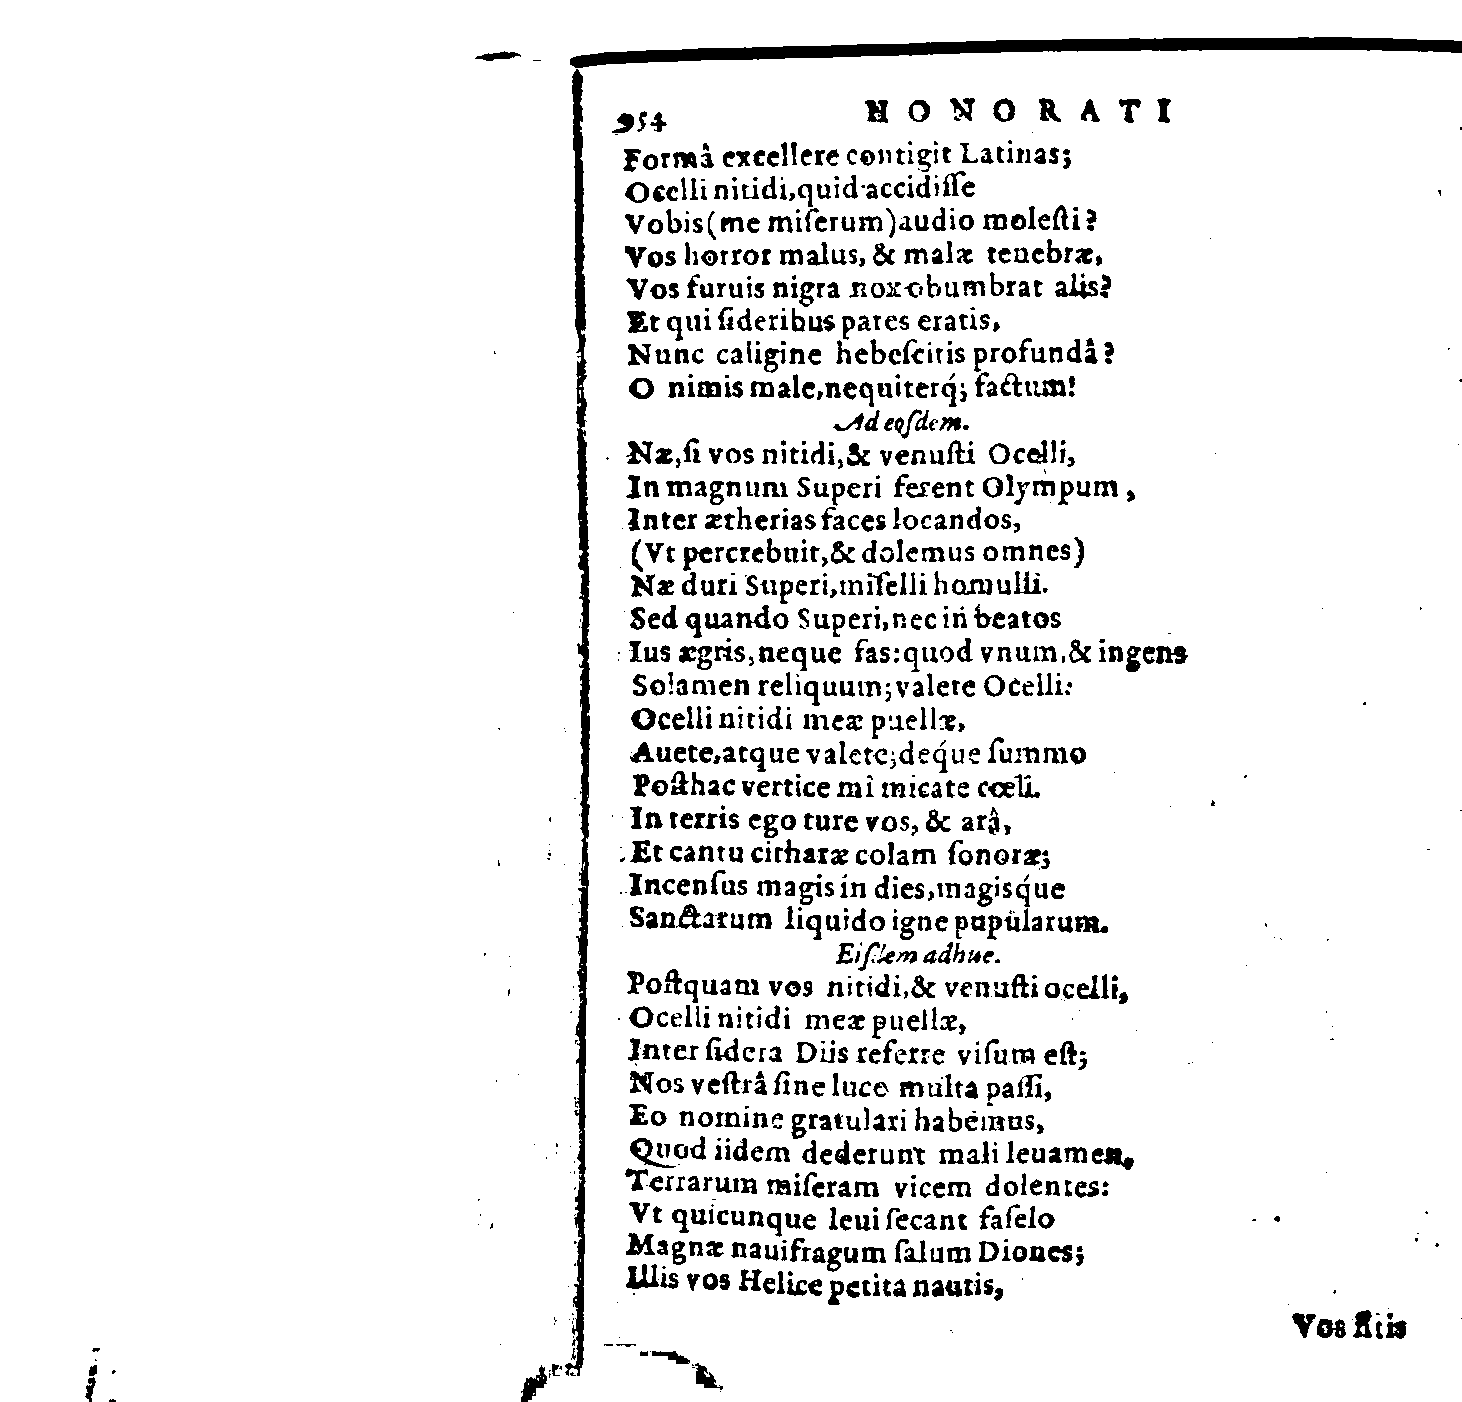 954 HONORATI
Formâ excellere contigit Latinas;
Ocelli nitidi, quid accidiſſe
Vobis (me miſerum) audio moleſti?
Vos horror malus, & malæ tenebræ,
Vos furuis nigra nox obumbrat alis?
Et qui ſideribus pares eratis,
Nunc caligine hebeſcitis profundâ?
O nimis male, nequiterq́; factum!
Ad eoſdem.
Næ, ſi vos nitidi, & venuſti Ocelli,
In magnum Superi ferent Olympum,
Inter ætherias faces locandos,
(Vt percrebuit, & dolemus omnes)
Næ duri Superi, miſelli homulli.
Sed quando Superi, nec in beatos
Ius ægris, neque fas: quod vnum, & ingens
Solamen reliquum; valete Ocelli:
Ocelli nitidi meæ puellæ,
Auete, atque valete; deq́ue ſummo
Poſthac vertice mî micate cœli.
In terris ego ture vos, & arâ,
Et cantu citharæ colam ſonoræ;
Incenſus magis in dies, magisq́ue
Sanctarum liquido igne pupularum.
Eiſdem adhuc.
Poſtquam vos nitidi, & venuſti ocelli,
Ocelli nitidi meæ puellæ,
Inter ſidera Diis referre viſum eſt;
Nos veſtrâ ſine luce multa paſſi,
Eo nomine gratulari habemus,
Quod iidem dederunt mali leuamen,
Terrarum miſeram vicem dolentes:
Vt quicunque leui ſecant faſelo
Magnæ nauifragum ſalum Diones;
Illis vos Helice petita nautis,
Vos ſitis